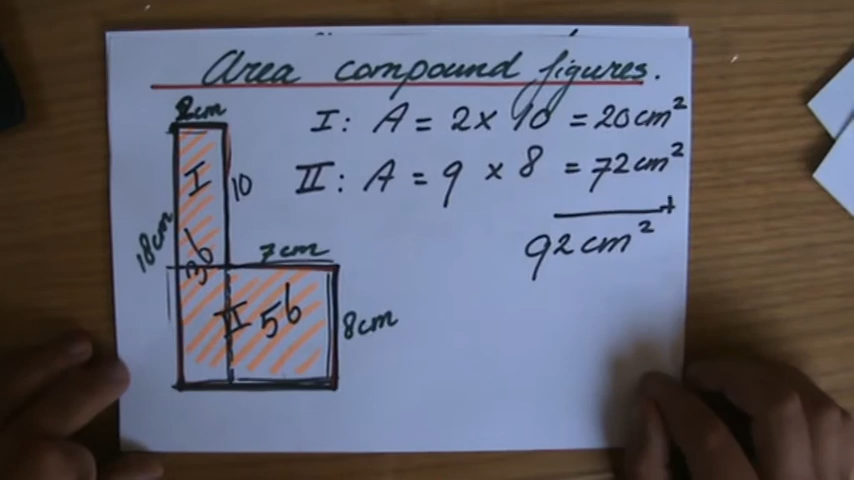 Area compound figures.
2cm
I : A = 2 x 10 = 20cm²
I
10
II : A = 9 x 8 = 72cm²
+
18cm
92cm²
36
7cm
II 56
8cm